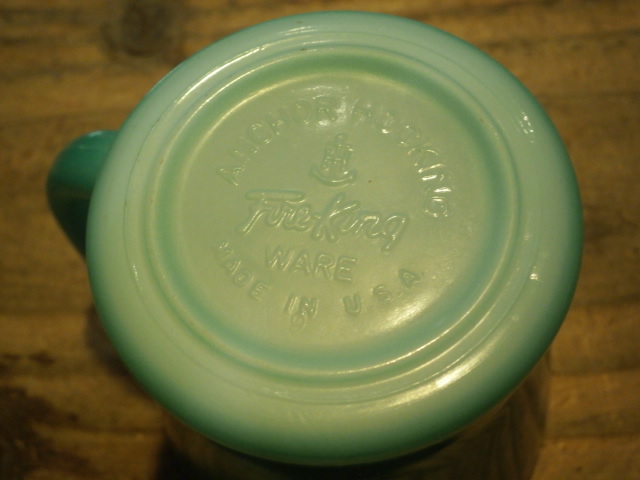 ANCHOR HOCKING
Fire-King
WARE
MADE IN U.S.A.